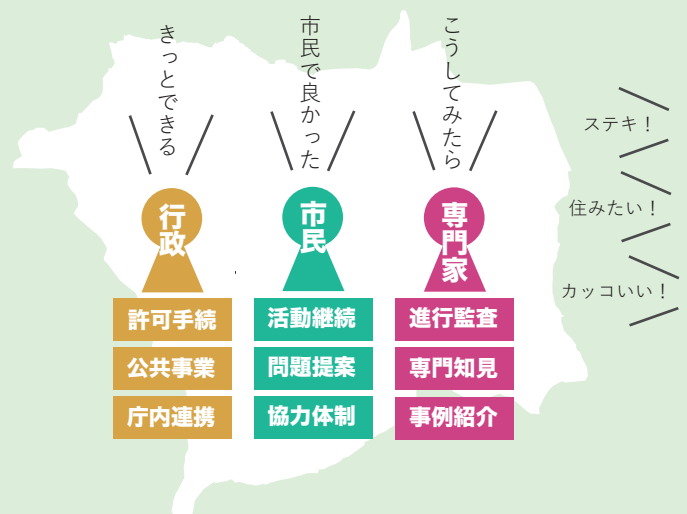 きっとできる
市民で良かった
こうしてみたら
行政
市民
専門家
許可手続
公共事業
庁内連携
活動継続
問題提案
協力体制
進行監査
専門知見
事例紹介
ステキ！
住みたい！
カッコいい！